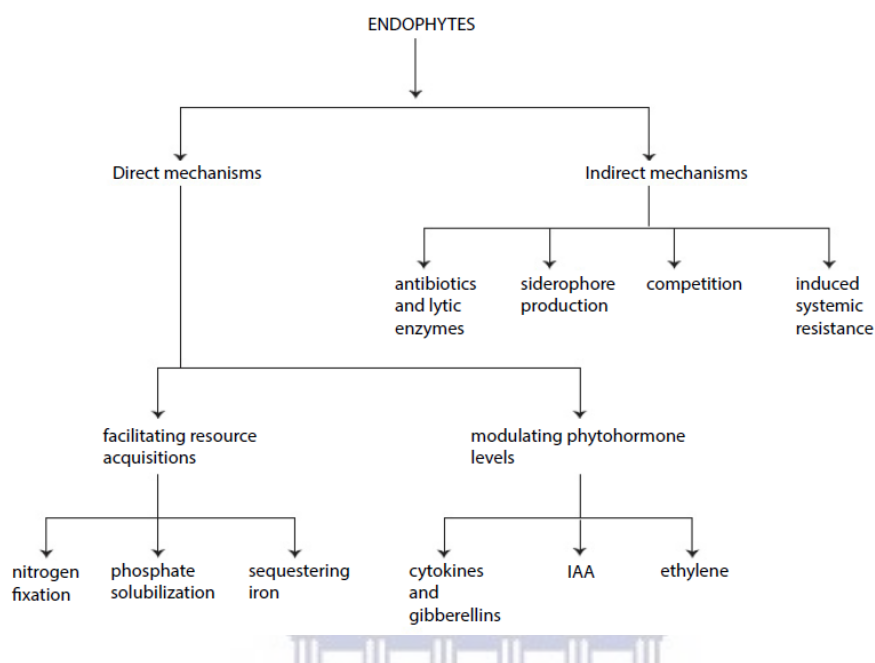 ENDOPHYTES
Direct mechanisms
Indirect mechanisms
antibiotics
and lytic
enzymes
siderophore
production
competition
induced
systemic
resistance
facilitating resource
acquisitions
modulating phytohormone
levels
nitrogen
fixation
phosphate
solubilization
sequestering
iron
cytokines
and
gibberellins
IAA
ethylene